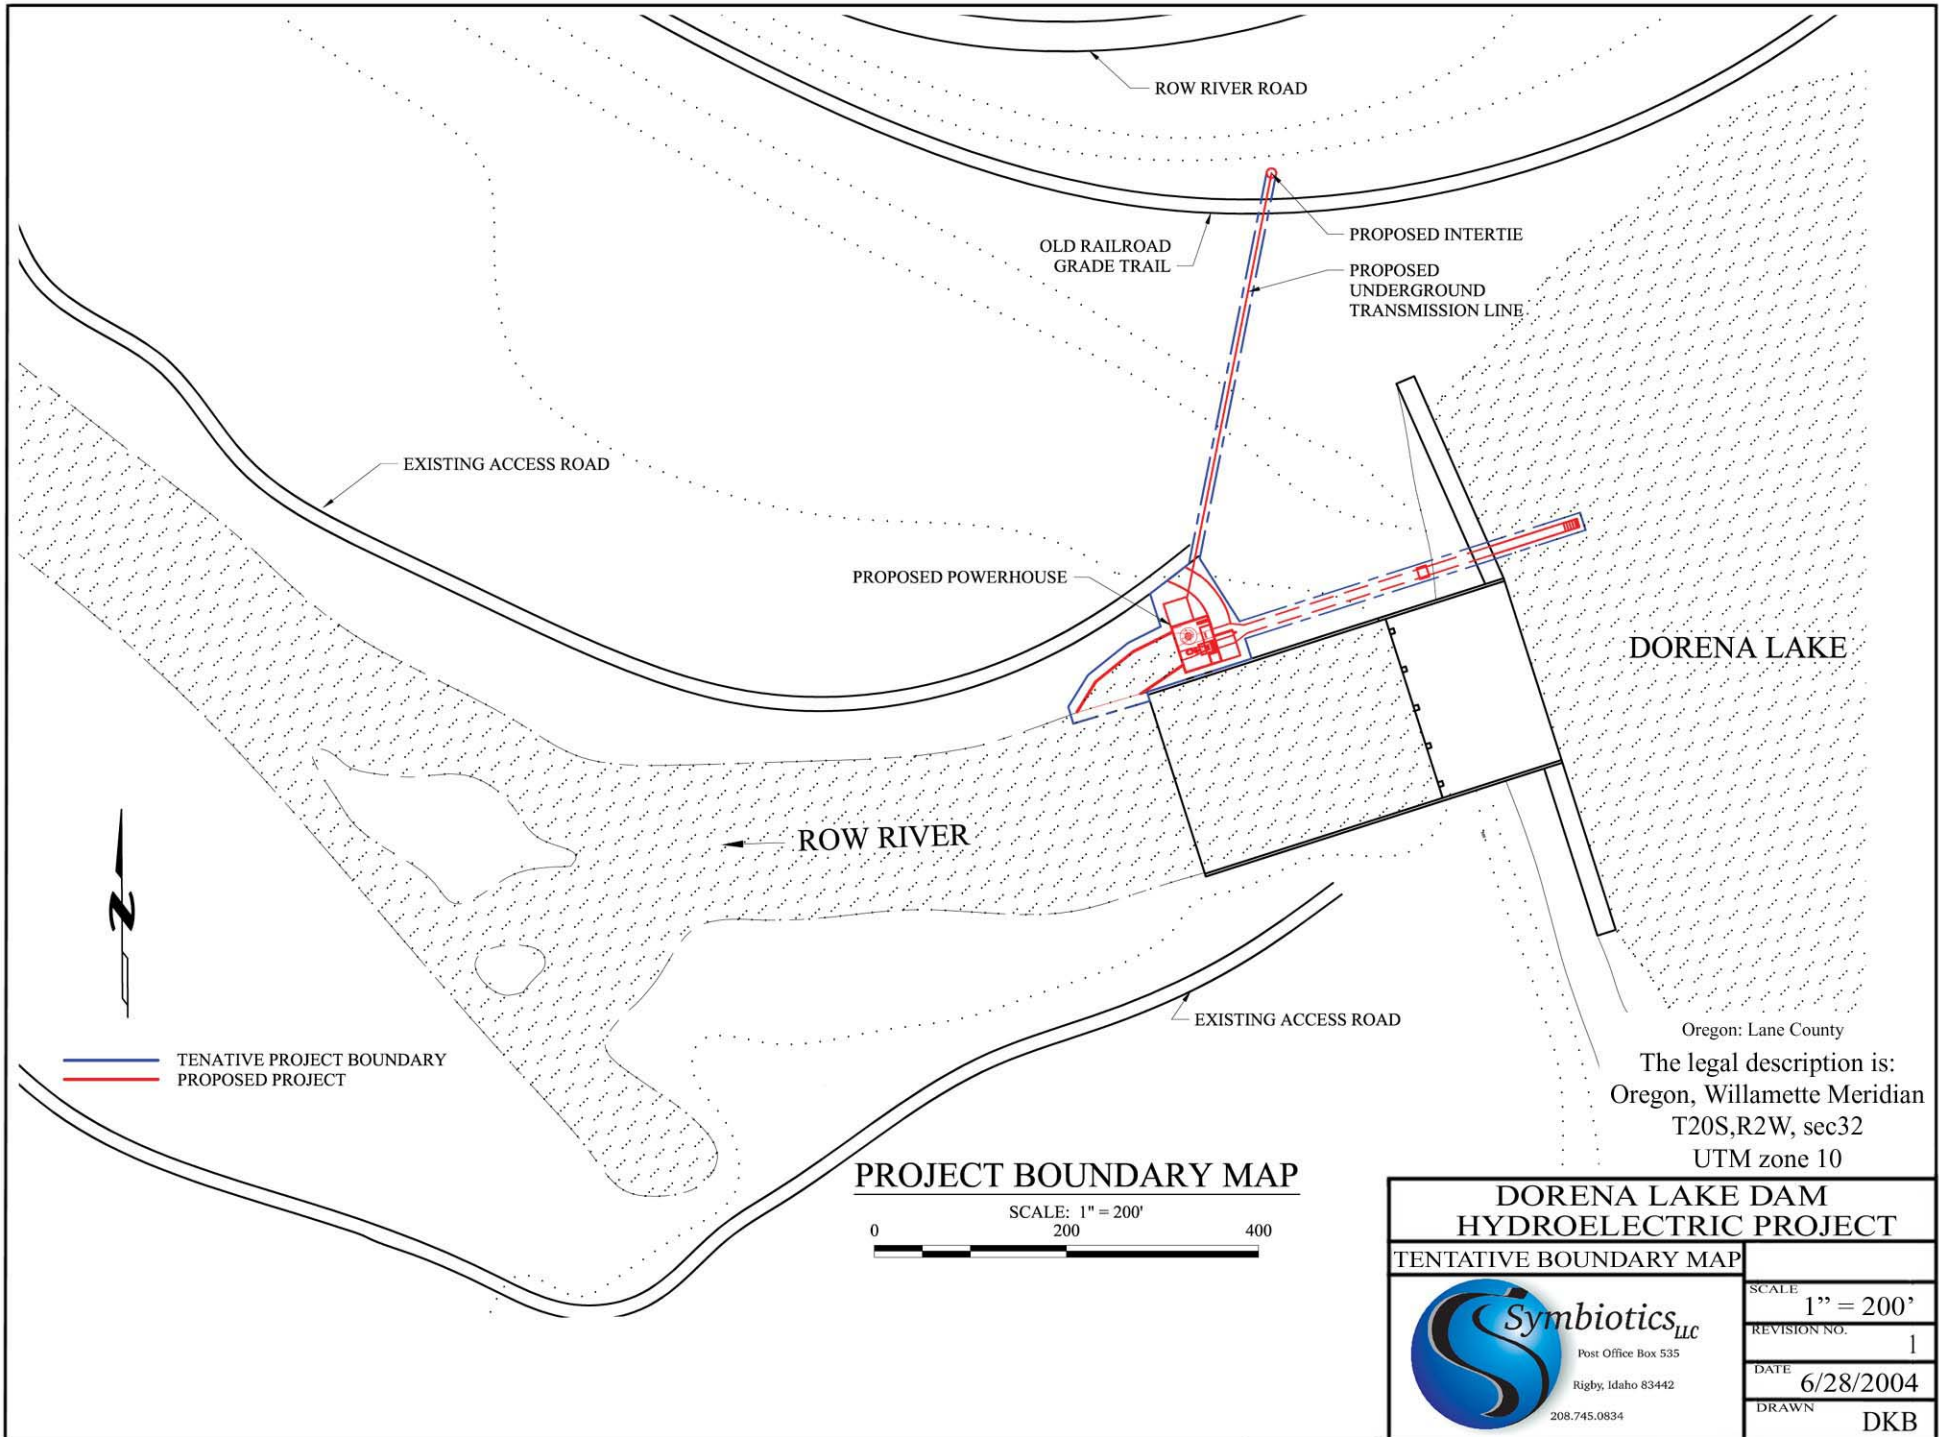 ROW RIVER ROAD
OLD RAILROAD
GRADE TRAIL
PROPOSED INTERTIE
PROPOSED
UNDERGROUND
TRANSMISSION LINE
EXISTING ACCESS ROAD
PROPOSED POWERHOUSE
DORENA LAKE
ROW RIVER
N
EXISTING ACCESS ROAD
TENATIVE PROJECT BOUNDARY
PROPOSED PROJECT
Oregon: Lane County
The legal description is:
Oregon, Willamette Meridian
T20S,R2W, sec32
UTM zone 10
PROJECT BOUNDARY MAP
SCALE: 1" = 200'
0 200 400
DORENA LAKE DAM
HYDROELECTRIC PROJECT
TENTATIVE BOUNDARY MAP
Symbiotics LLC
Post Office Box 535
Rigby, Idaho 83442
208.745.0834
SCALE
1” = 200’
REVISION NO.
1
DATE
6/28/2004
DRAWN
DKB